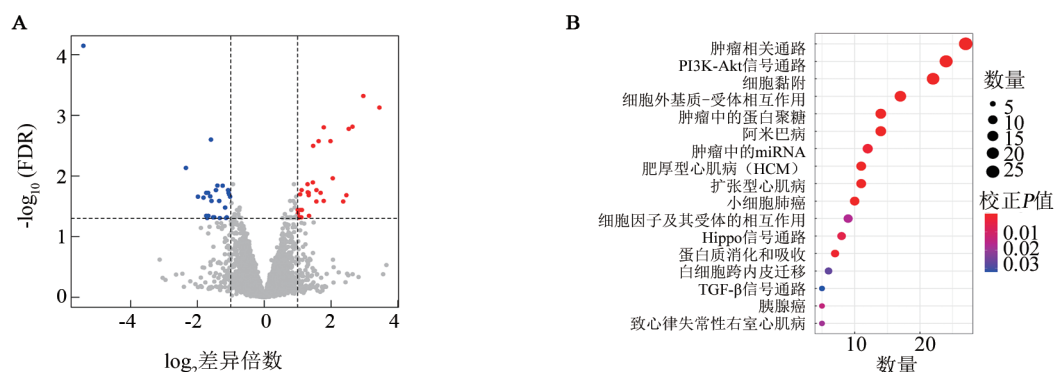 A
-log₁₀ (FDR)
4
3
2
1
0
-4
-2
0
2
4
log₂差异倍数
B
肿瘤相关通路
PI3K-Akt信号通路
细胞黏附
细胞外基质-受体相互作用
肿瘤中的蛋白聚糖
阿米巴病
肿瘤中的miRNA
肥厚型心肌病（HCM）
扩张型心肌病
小细胞肺癌
细胞因子及其受体的相互作用
Hippo信号通路
蛋白质消化和吸收
白细胞跨内皮迁移
TGF-β信号通路
胰腺癌
致心律失常性右室心肌病
10
20
数量
数量
5
10
15
20
25
校正P值
0.01
0.02
0.03